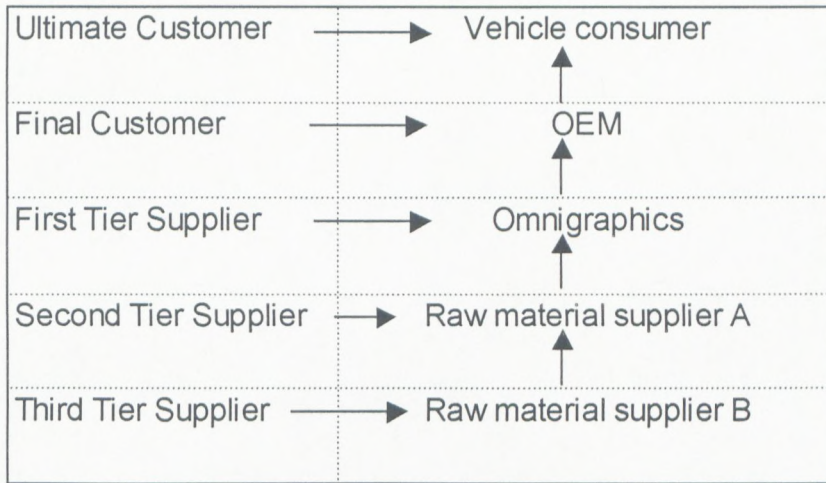 Ultimate Customer Vehicle consumer
Final Customer OEM
First Tier Supplier Omnigraphics
Second Tier Supplier Raw material supplier A
Third Tier Supplier Raw material supplier B